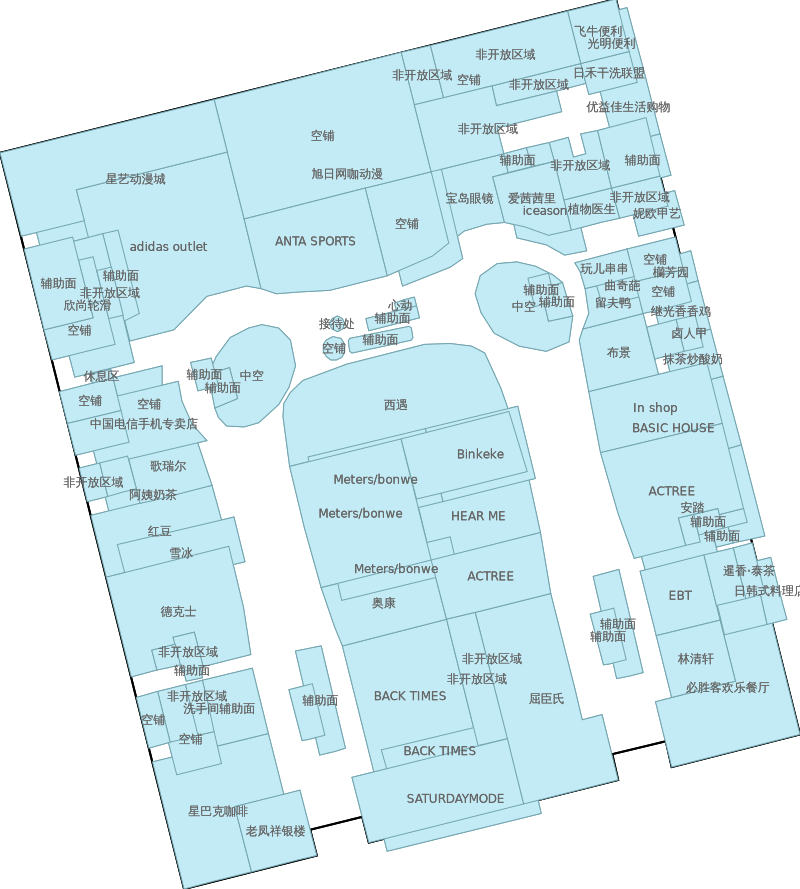 飞牛便利
光明便利
非开放区域
非开放区域
空铺
日禾干洗联盟
非开放区域
优益佳生活购物
非开放区域
空铺
辅助面
非开放区域
辅助面
旭日网咖动漫
星艺动漫城
宝岛眼镜
爱茜茜里
非开放区域
iceason
植物医生
妮欧甲艺
空铺
ANTA SPORTS
adidas outlet
玩儿串串
空铺
欄芳园
辅助面
辅助面
非开放区域
欣尚轮滑
空铺
辅助面
中空
辅助面
曲奇葩
留夫鸭
空铺
继光香香鸡
卤人甲
抹茶炒酸奶
布景
心动
辅助面
接待处
辅助面
空铺
休息区
辅助面
中空
辅助面
空铺
空铺
中国电信手机专卖店
西遇
In shop
BASIC HOUSE
歌瑞尔
非开放区域
阿姨奶茶
Binkeke
Meters/bonwe
Meters/bonwe
HEAR ME
ACTREE
安踏
辅助面
辅助面
红豆
雪冰
Meters/bonwe
ACTREE
奥康
暹香·泰茶
日韩式料理店
EBT
德克士
辅助面
辅助面
非开放区域
辅助面
非开放区域
非开放区域
林清轩
必胜客欢乐餐厅
非开放区域
洗手间
辅助面
空铺
空铺
辅助面
BACK TIMES
屈臣氏
BACK TIMES
SATURDAYMODE
星巴克咖啡
老凤祥银楼